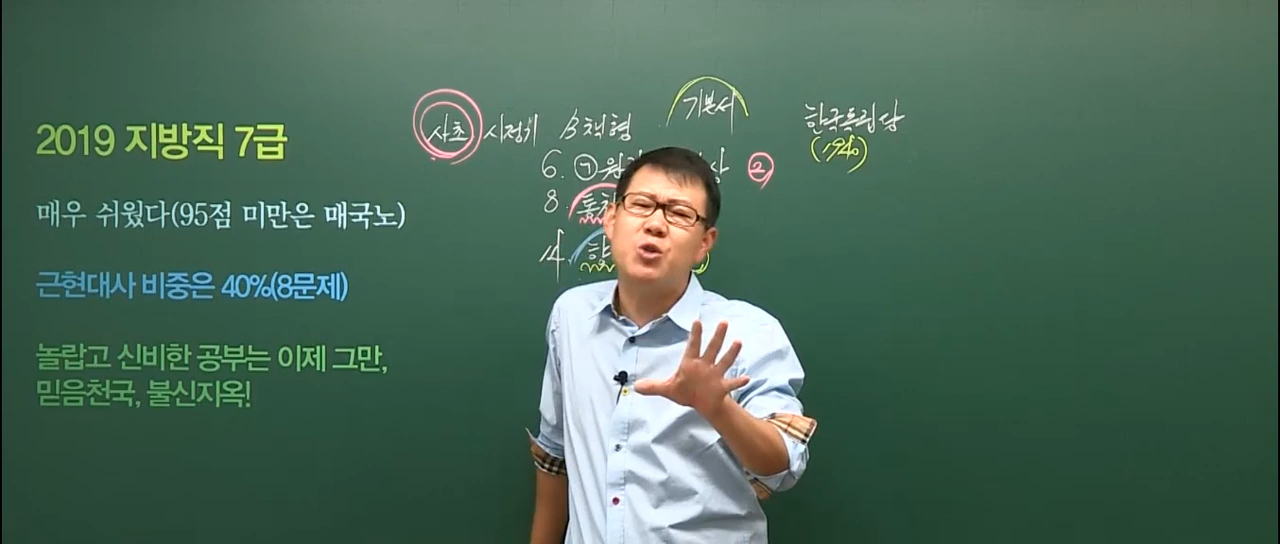 2019 지방직 7급
매우 쉬웠다(95점 미만은 매국노)
근현대사 비중은 40%(8문제)
놀랍고 신비한 공부는 이제 그만,
믿음천국, 불신지옥!
사초 시정기 B책형 기본서 한국독립당
(1940)
6. ㉠ ②
8.
14.